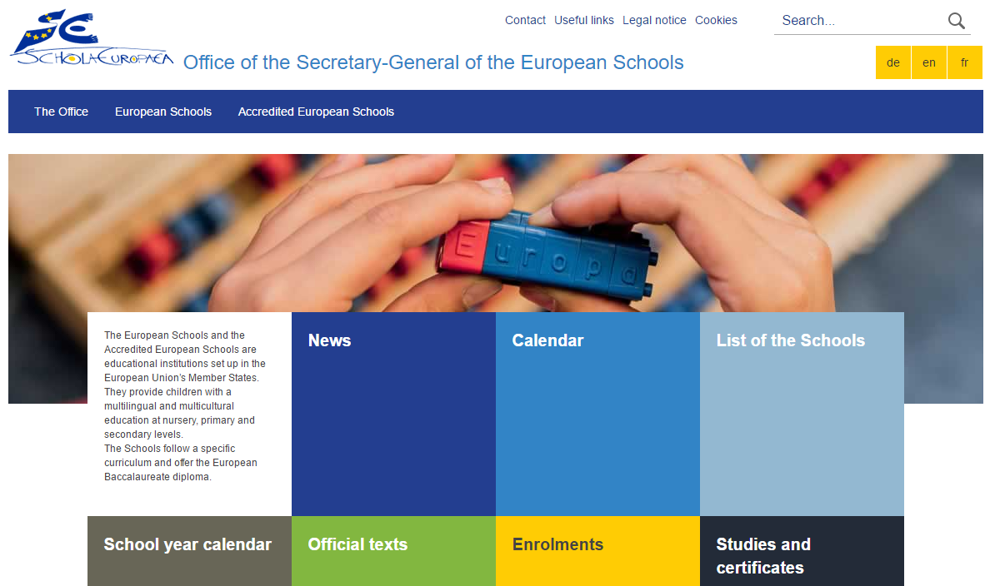 Contact Useful links Legal notice Cookies
Search...
SCHOLA EUROPAEA
Office of the Secretary-General of the European Schools
de en fr
The Office European Schools Accredited European Schools
Europa
The European Schools and the
Accredited European Schools are
educational institutions set up in the
European Union’s Member States.
They provide children with a
multilingual and multicultural
education at nursery, primary and
secondary levels.
The Schools follow a specific
curriculum and offer the European
Baccalaureate diploma.
News
Calendar
List of the Schools
School year calendar
Official texts
Enrolments
Studies and
certificates